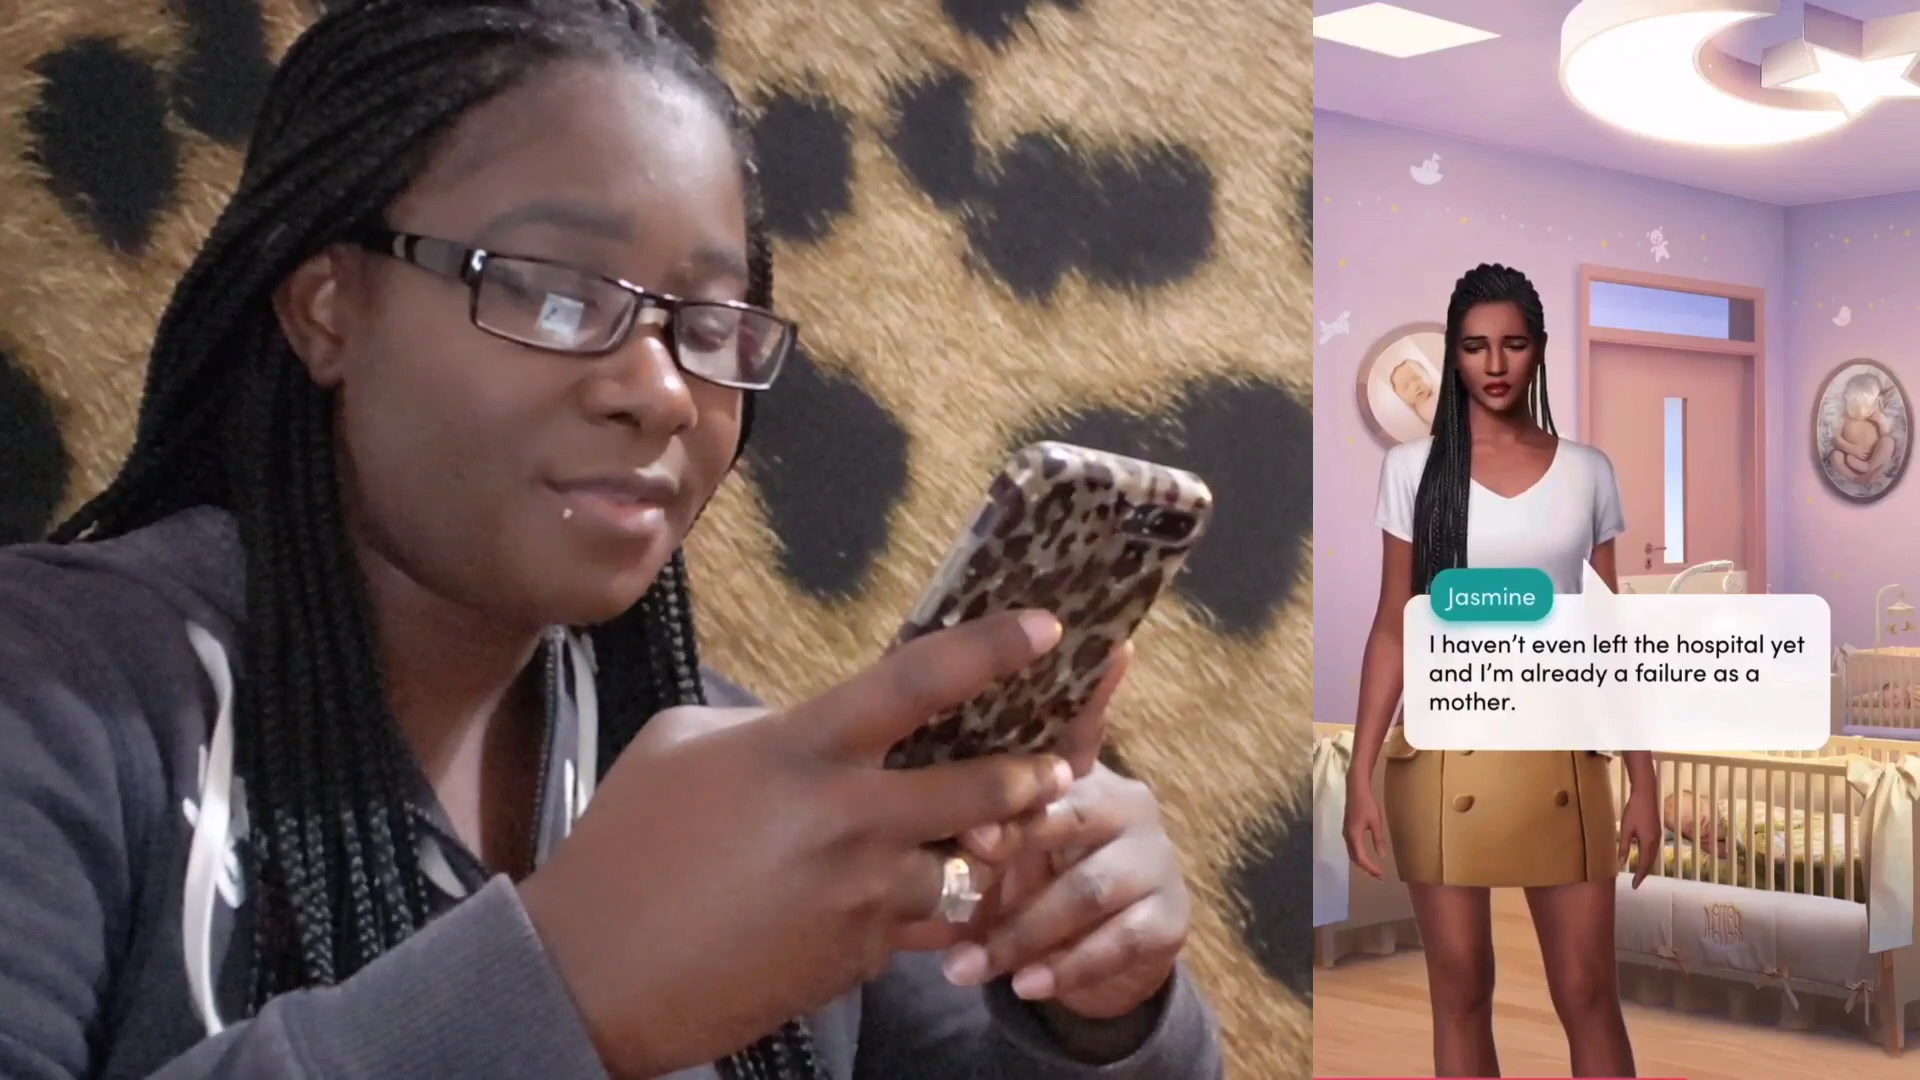 Jasmine
I haven't even left the hospital yet
and I'm already a failure as a
mother.